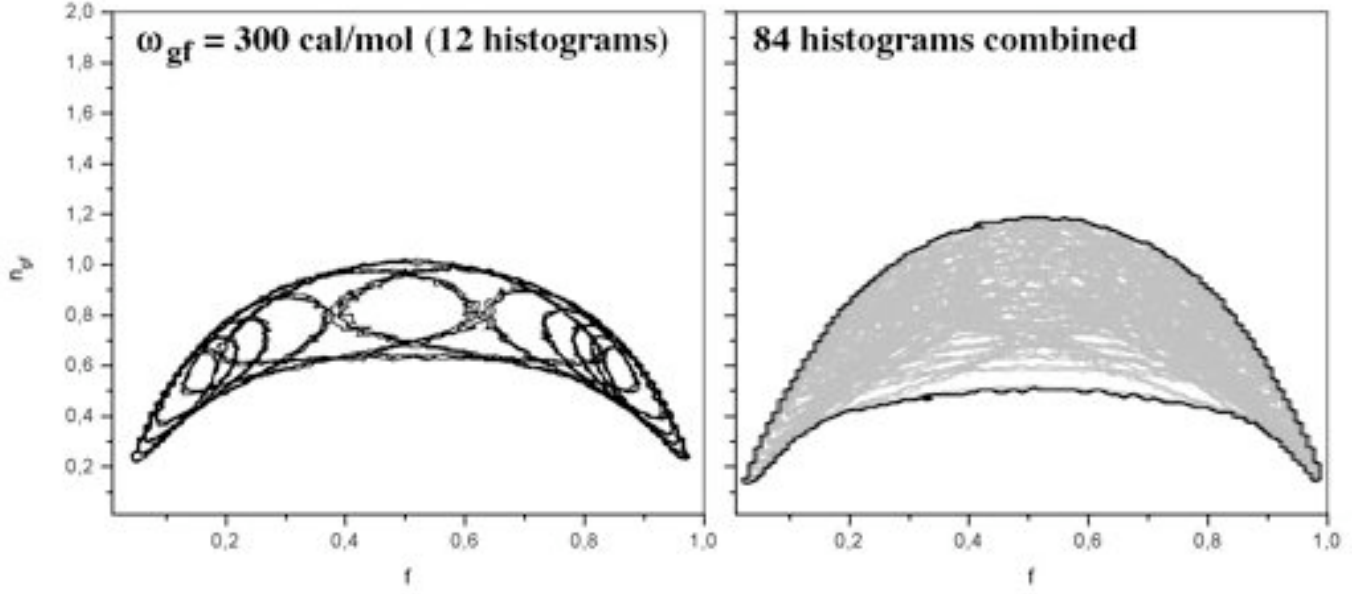 ω_gf = 300 cal/mol (12 histograms)
84 histograms combined
2,0
1,8
1,6
1,4
1,2
1,0
0,8
0,6
0,4
0,2
n_gf
0,2 0,4 0,6 0,8 1,0
0,2 0,4 0,6 0,8 1,0
f
f